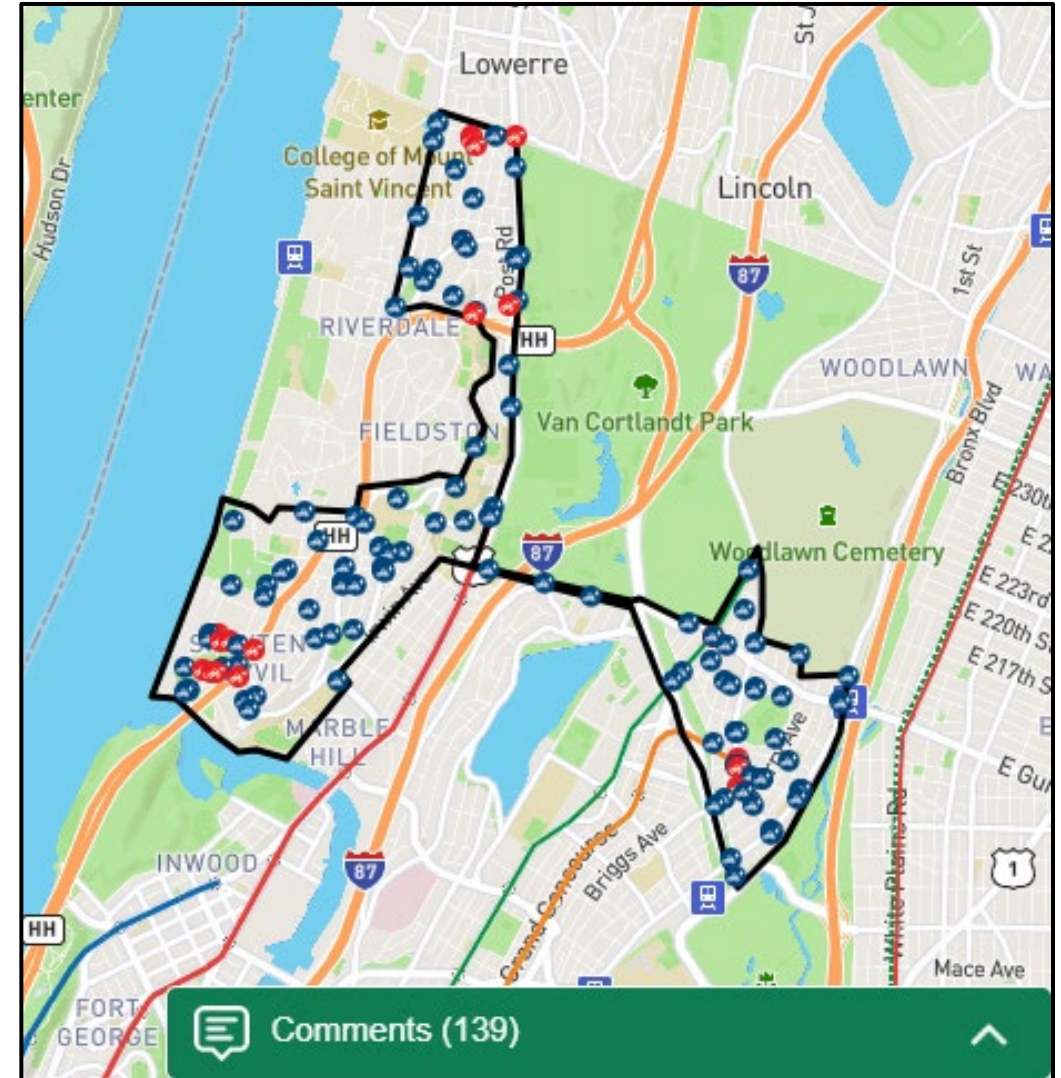 Lowerre
St J
enter
College of Mount
Saint Vincent
Lincoln
Hudson Dr
Post Rd
87
1st St
RIVERDALE
HH
WOODLAWN
WA
Van Cortlandt Park
FIELDSTON
Bronx Blvd
E 230th
HH
87
Woodlawn Cemetery
E 2
E 223rd
E 220th S
E 217th S
MARBLE
HILL
E
E Gu
INWOOD
87
Grand Concourse
Briggs Ave
White Plains Rd
1
HH
Mace Ave
FORT
GEORGE
Comments (139)